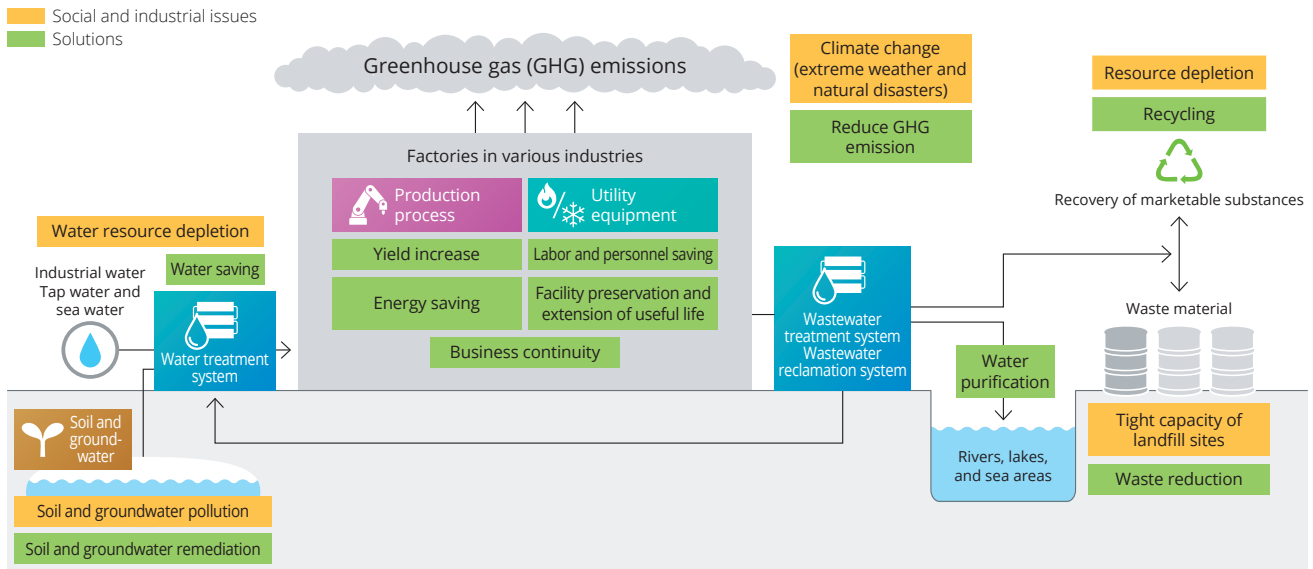 Social and industrial issues
Solutions
Greenhouse gas (GHG) emissions
Climate change
(extreme weather and
natural disasters)
Reduce GHG
emission
Resource depletion
Recycling
Recovery of marketable substances
Factories in various industries
Production
process
Utility
equipment
Yield increase
Labor and personnel saving
Energy saving
Facility preservation and
extension of useful life
Business continuity
Water resource depletion
Water saving
Industrial water
Tap water and
sea water
Water treatment
system
Wastewater
treatment system
Wastewater
reclamation system
Waste material
Water
purification
Soil and
ground-
water
Rivers, lakes,
and sea areas
Tight capacity of
landfill sites
Waste reduction
Soil and groundwater pollution
Soil and groundwater remediation